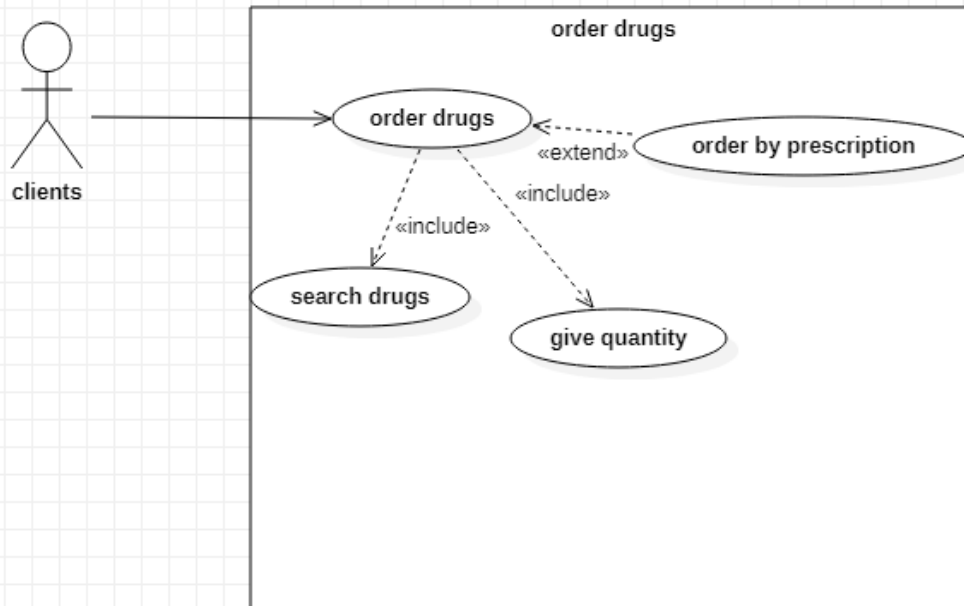 order drugs
order drugs
order by prescription
«extend»
clients
«include»
«include»
search drugs
give quantity